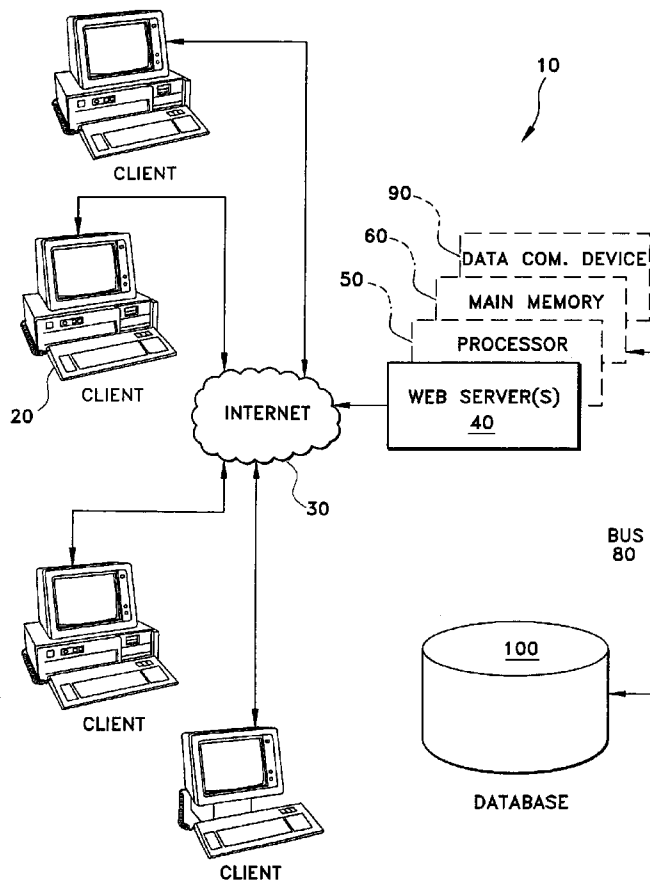 CLIENT
10
90
DATA COM. DEVICE
60
MAIN MEMORY
50
PROCESSOR
WEB SERVER(S)
40
20
CLIENT
INTERNET
30
BUS
80
CLIENT
100
DATABASE
CLIENT